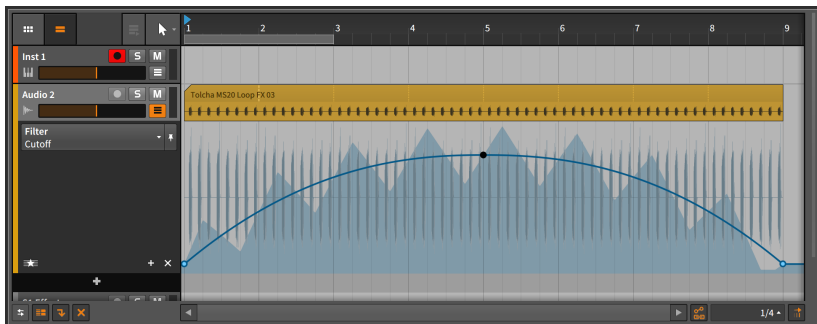 1 2 3 4 5 6 7 8 9
Inst 1 S M
Audio 2 S M
Tolcha MS20 Loop FX 03
Filter
Cutoff
S M
1/4